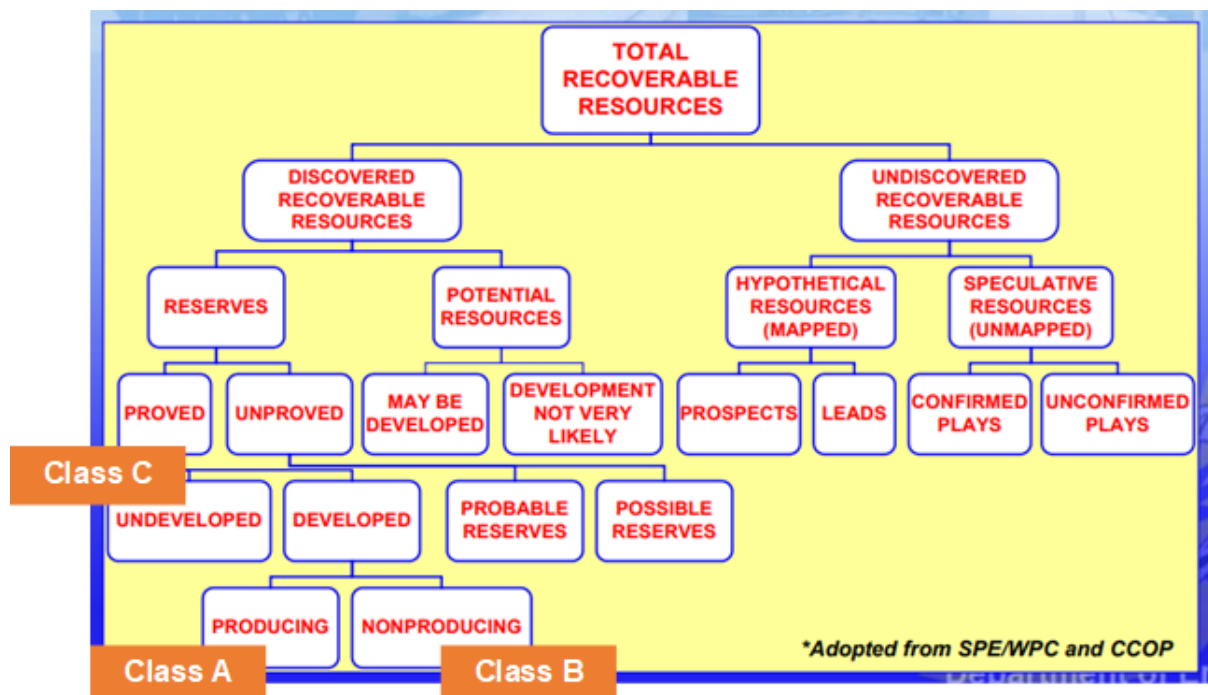 TOTAL
RECOVERABLE
RESOURCES
DISCOVERED
RECOVERABLE
RESOURCES
UNDISCOVERED
RECOVERABLE
RESOURCES
RESERVES
POTENTIAL
RESOURCES
HYPOTHETICAL
RESOURCES
(MAPPED)
SPECULATIVE
RESOURCES
(UNMAPPED)
PROVED
UNPROVED
MAY BE
DEVELOPED
DEVELOPMENT
NOT VERY
LIKELY
PROSPECTS
LEADS
CONFIRMED
PLAYS
UNCONFIRMED
PLAYS
Class C
UNDEVELOPED
DEVELOPED
PROBABLE
RESERVES
POSSIBLE
RESERVES
PRODUCING
NONPRODUCING
*Adopted from SPE/WPC and CCOP
Class A
Class B
Department of